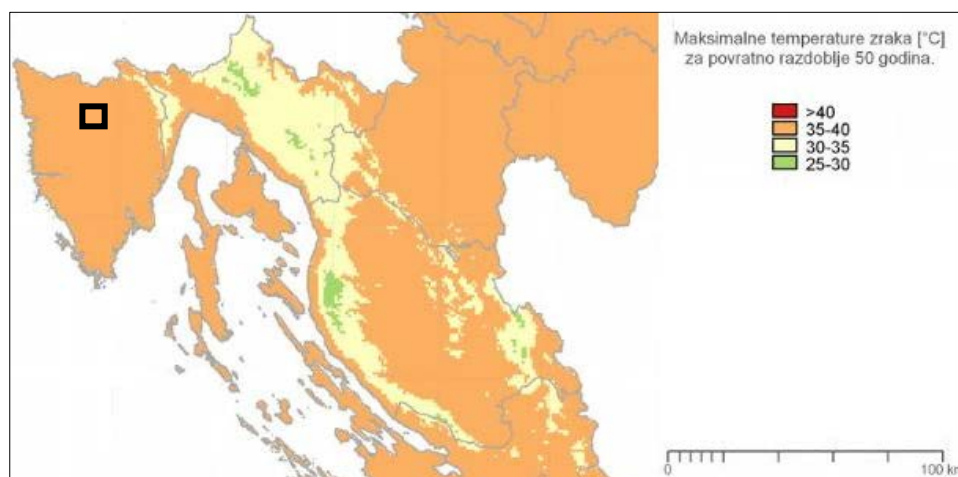 Maksimalne temperature zraka [°C]
za povratno razdoblje 50 godina.
>40
35-40
30-35
25-30
0
100 km